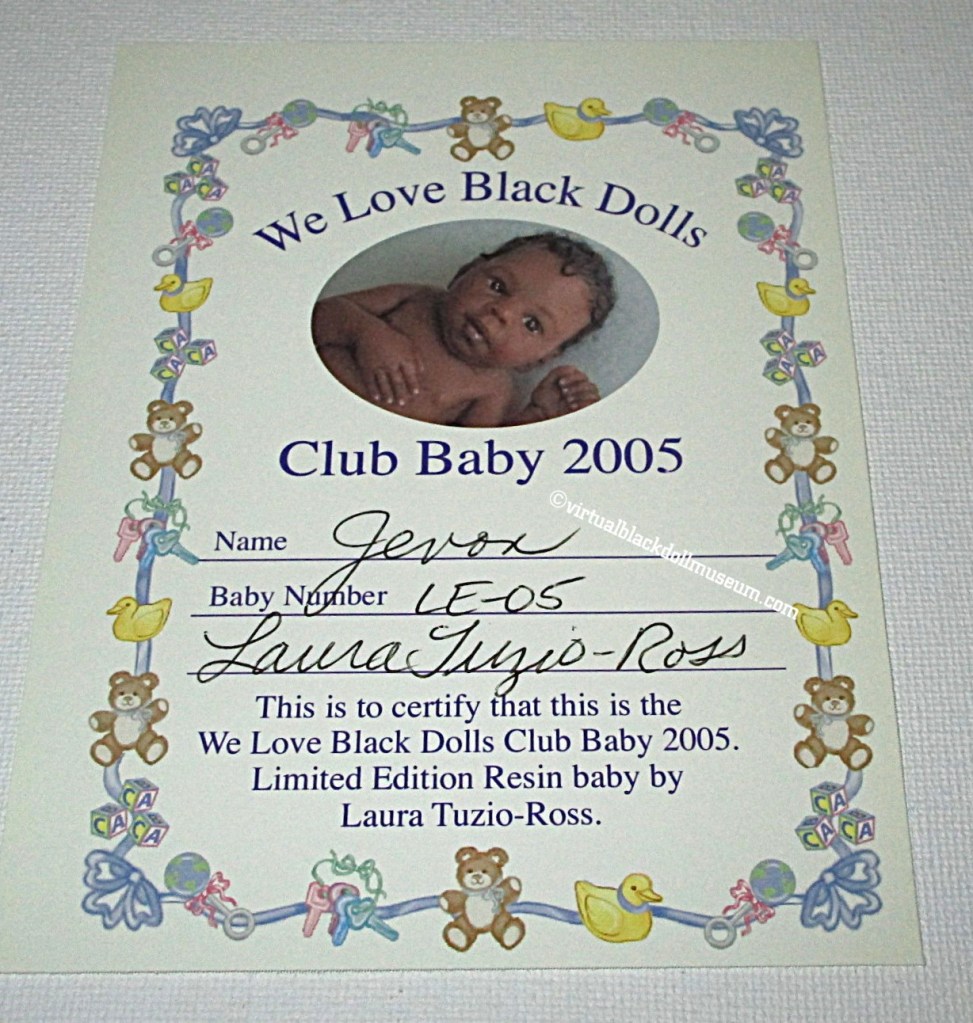 We Love Black Dolls
Club Baby 2005
©virtualblackdollmuseum.com
Name Jevon
Baby Number LE-05
Laura Tuzio-Ross
This is to certify that this is the
We Love Black Dolls Club Baby 2005.
Limited Edition Resin baby by
Laura Tuzio-Ross.